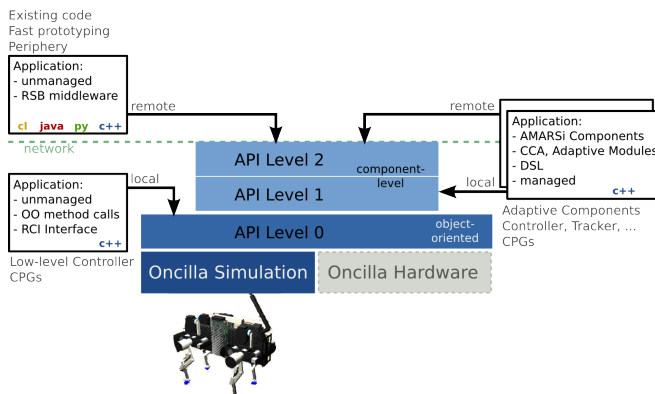 Existing code
Fast prototyping
Periphery
Application:
- unmanaged
- RSB middleware
cl java py c++
remote
remote
network
Application:
- AMARSi Components
- CCA, Adaptive Modules
- DSL
- managed
c++
API Level 2
component-
level
API Level 1
local
local
Application:
- unmanaged
- OO method calls
- RCI Interface
c++
API Level 0
object-
oriented
Adaptive Components
Controller, Tracker, ...
CPGs
Low-level Controller
CPGs
Oncilla Simulation
Oncilla Hardware